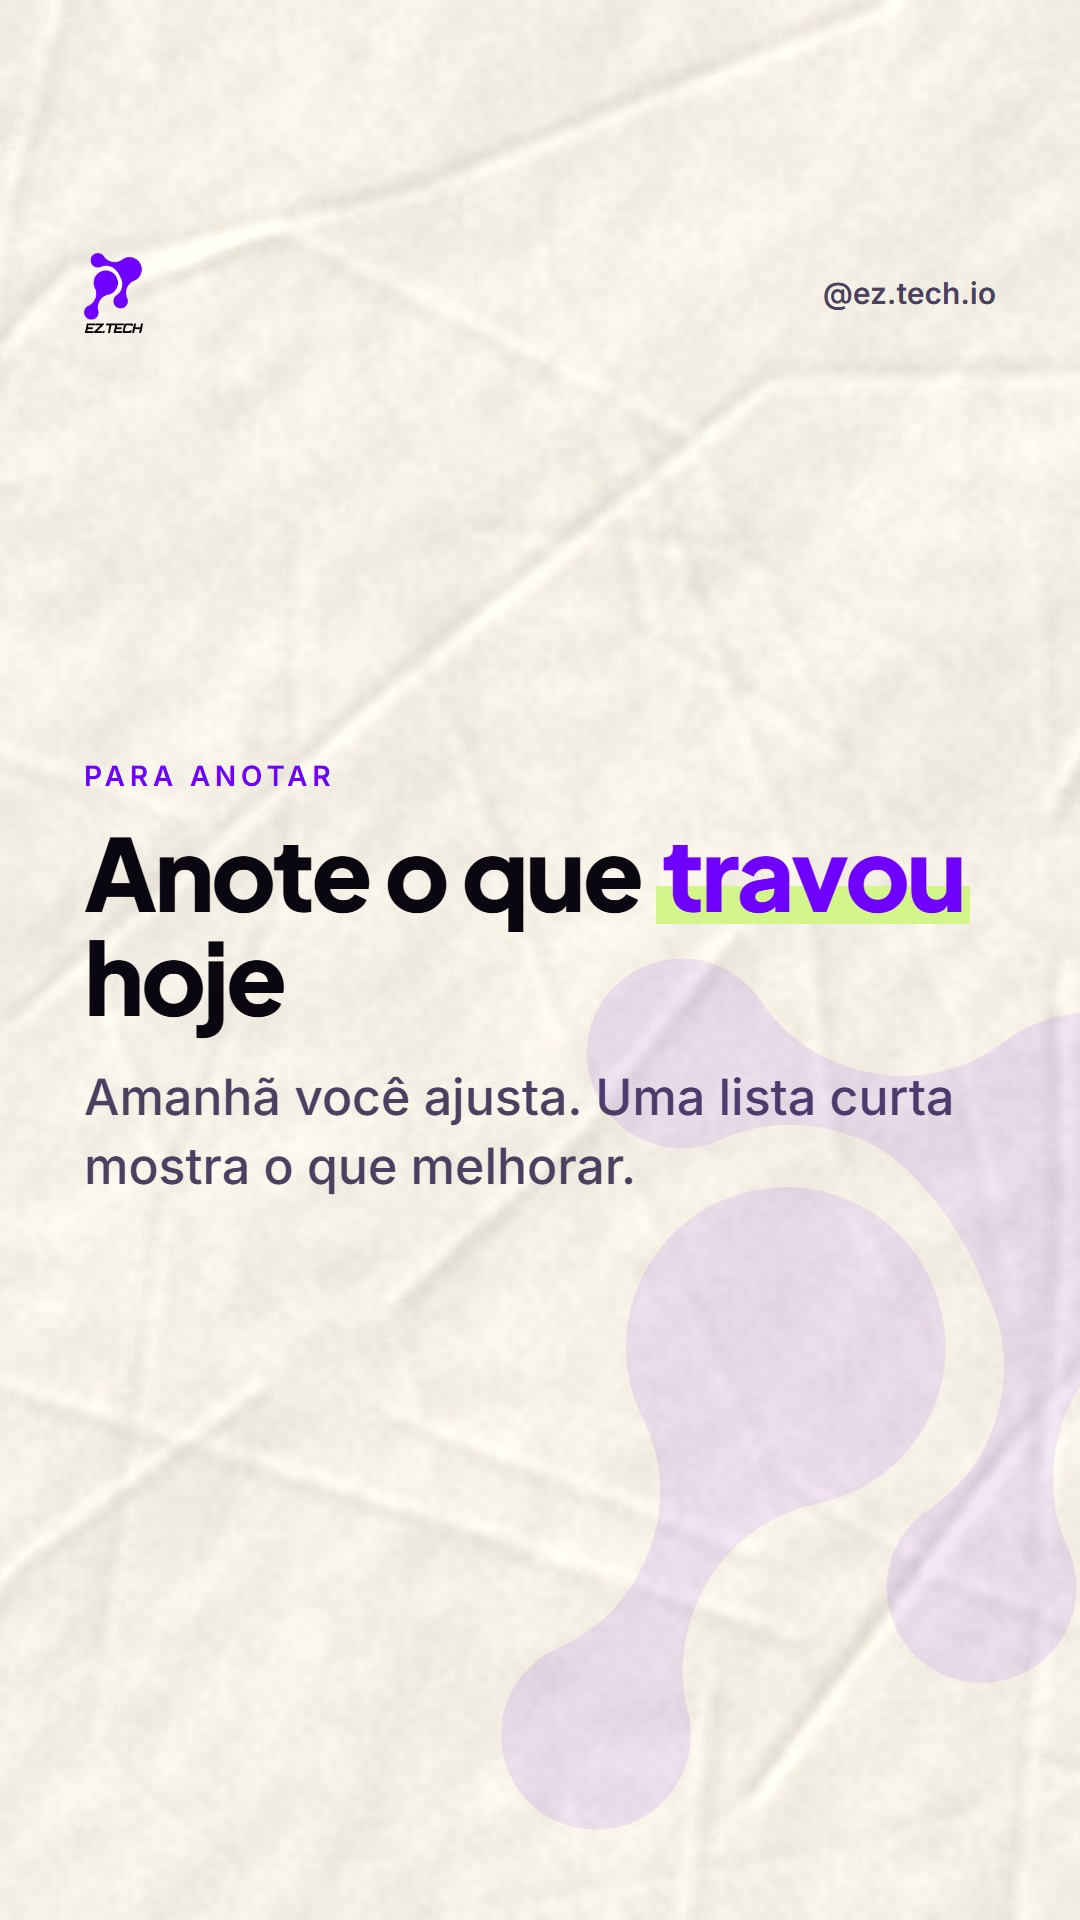 EZ.TECH
@ez.tech.io
PARA ANOTAR
Anote o que travou
hoje
Amanhã você ajusta. Uma lista curta
mostra o que melhorar.